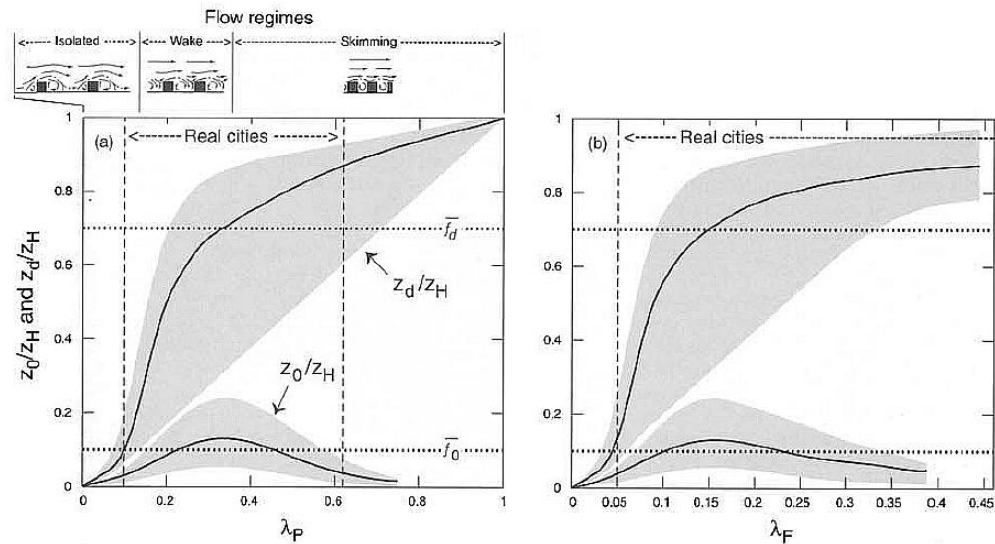 Flow regimes
Isolated Wake Skimming
(a) Real cities
(b) Real cities
z0/zH and zd/zH
1
0.8
0.6
0.4
0.2
0
f̅d
zd/zH
z0/zH
f̅0
0 0.2 0.4 0.6 0.8 1
λP
1
0.8
0.6
0.4
0.2
0
0 0.05 0.1 0.15 0.2 0.25 0.3 0.35 0.4 0.45
λF